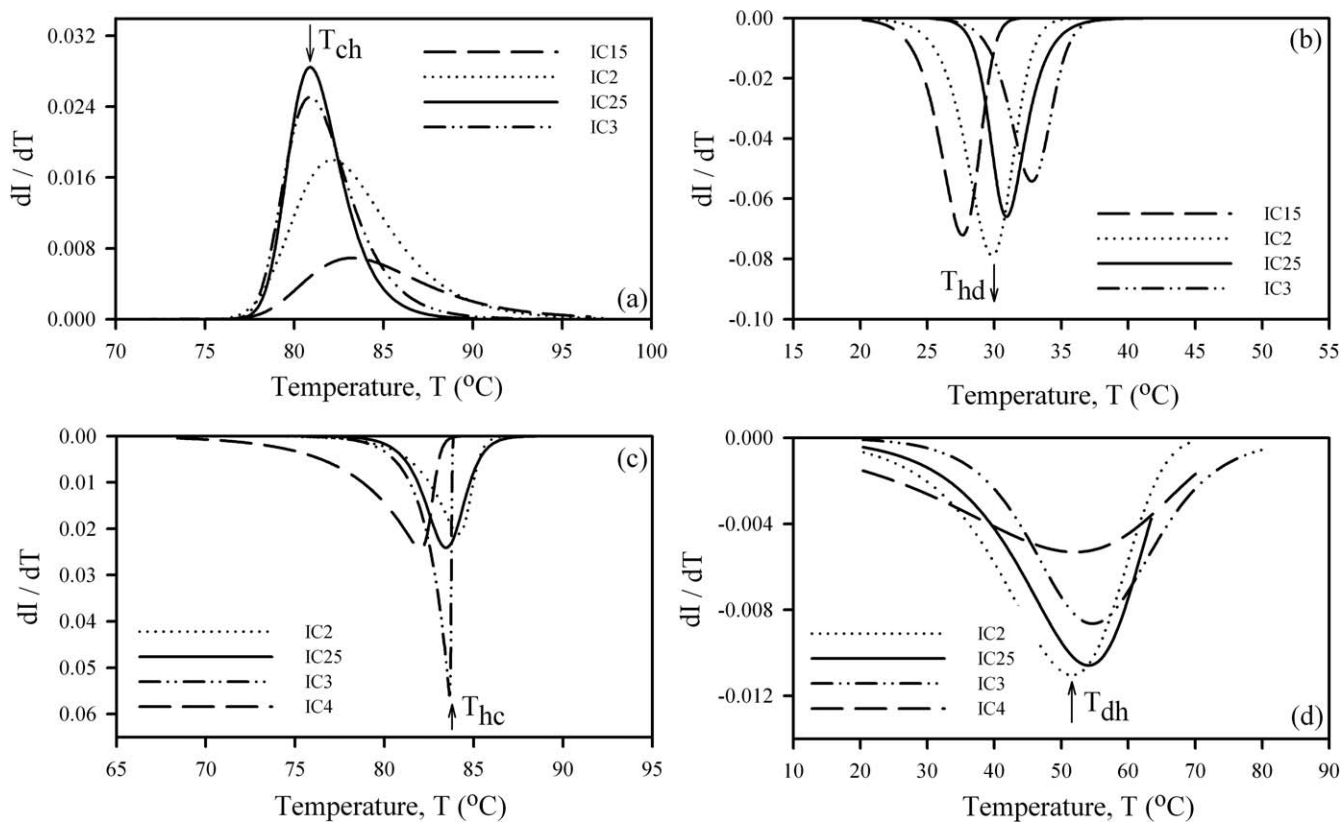 0.032
0.024
0.016
0.008
0.000
dI / dT
T ch
IC15
IC2
IC25
IC3
(a)
70 75 80 85 90 95 100
Temperature, T (ºC)
0.00
-0.02
-0.04
-0.06
-0.08
-0.10
dI / dT
(b)
IC15
IC2
IC25
IC3
T hd
15 20 25 30 35 40 45 50 55
Temperature, T (ºC)
0.00
0.01
0.02
0.03
0.04
0.05
0.06
dI / dT
(c)
IC2
IC25
IC3
IC4
T hc
65 70 75 80 85 90 95
Temperature, T (ºC)
0.000
-0.004
-0.008
-0.012
dI / dT
(d)
IC2
IC25
IC3
IC4
T dh
10 20 30 40 50 60 70 80 90
Temperature, T (ºC)